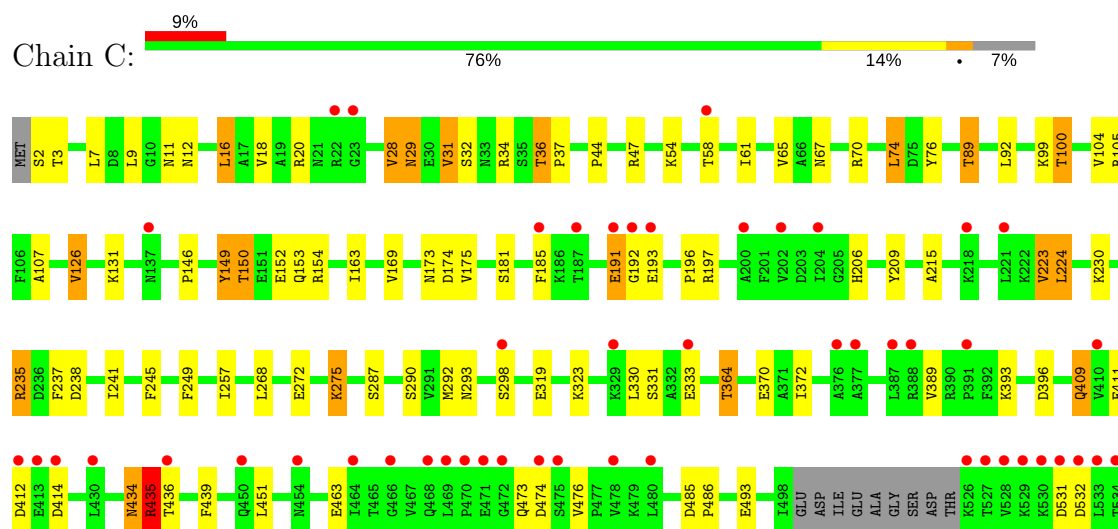 9%
Chain C:
76% 14% • 7%
MET S2 T3 L7 D8 L9 G10 N11 N12 L16 A17 V18 A19 R20 N21 R22 G23 V28 N29 E30 V31 S32 N33 R34 S35 T36 P37 P44 R47 K54 T58 I61 V65 A66 N67 R70 L74 D75 Y76 T89 L92 K99 T100 V104
F106 A107 V126 K131 N137 P146 Y149 T150 E151 E152 Q153 R154 I163 V169 N173 D174 V175 S181 F185 K186 T187 E191 G192 E193 P196 R197 A200 F201 V202 D203 I204 G205 H206 Y209 A215 K218 L221 K222 V223 L224 K230
R235 D236 F237 D238 I241 F245 F249 I257 L268 E272 K275 S287 S290 V291 M292 N293 S298 E319 K323 K329 L330 S331 A332 E333 T364 E370 A371 I372 A376 A377 L387 R388 V389 R390 P391 F392 K393 D396 Q409 V410
D412 E413 D414 L430 N434 R435 T436 F439 Q450 L451 N454 E463 I464 T465 G466 V467 Q468 L469 P470 E471 G472 Q473 D474 S475 V476 P477 V478 K479 L480 D485 P486 E493 I498 GLU ASP ILE GLU ALA GLY SER ASP THR K526 T527 V528 K529 K530 D531 D532 L533